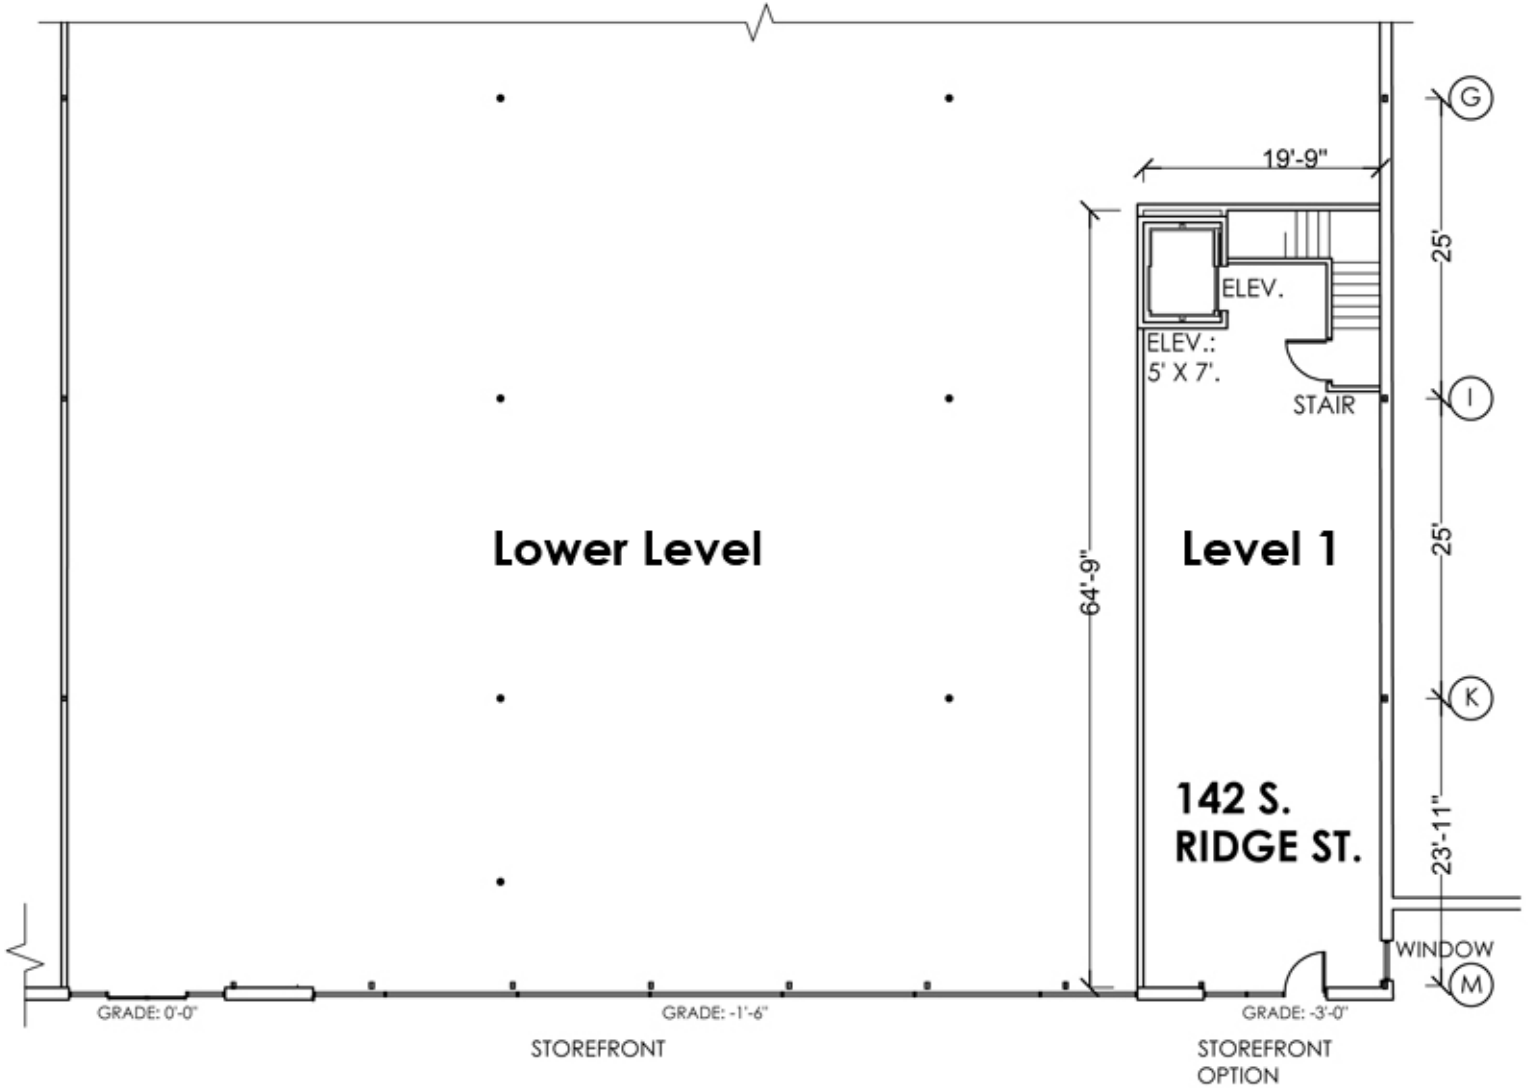 G
19'-9"
25'
ELEV.
ELEV.:
5' X 7'.
I
STAIR
25'
Lower Level
Level 1
64'-9"
K
142 S.
RIDGE ST.
23'-11"
WINDOW
M
GRADE: 0'-0"
GRADE: -1'-6"
GRADE: -3'-0"
STOREFRONT
STOREFRONT
OPTION